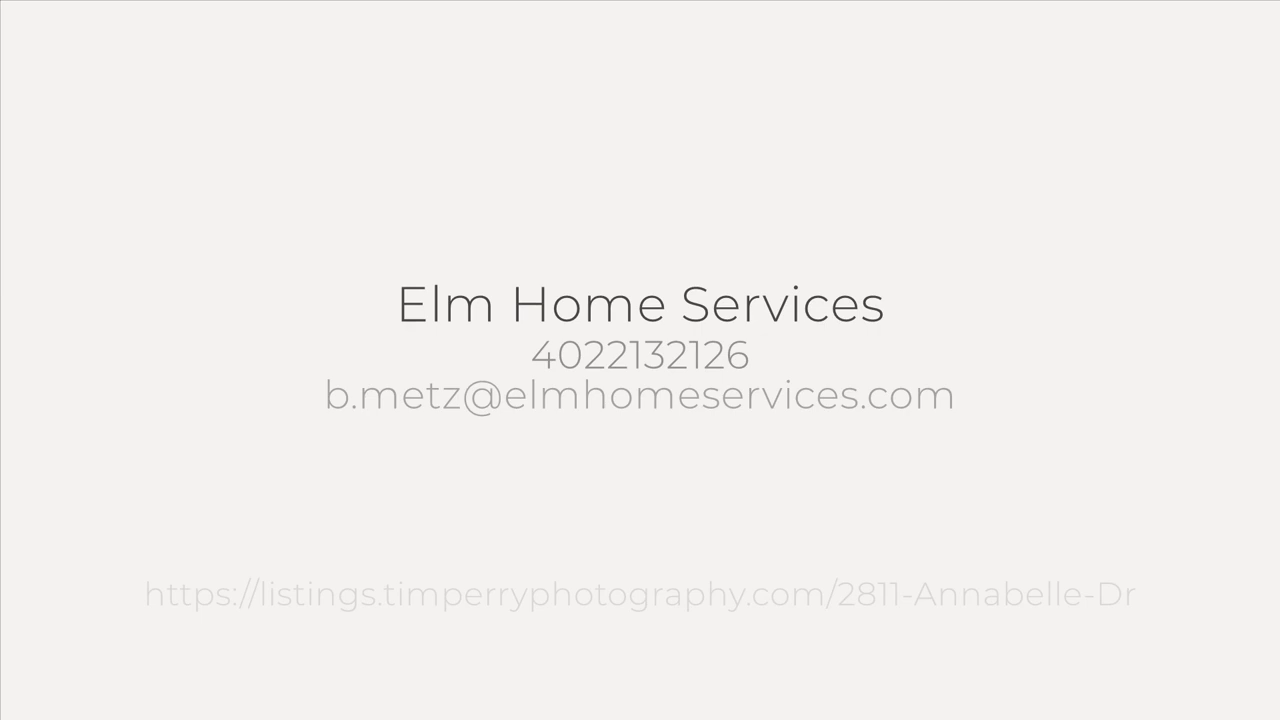 Elm Home Services
4022132126
b.metz@elmhomeservices.com
https://listings.timperryphotography.com/2811-Annabelle-Dr